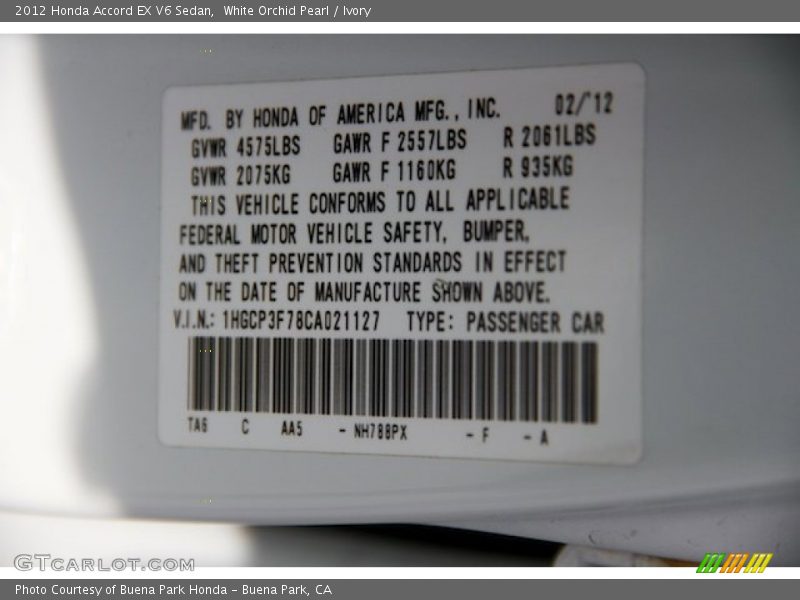 2012 Honda Accord EX V6 Sedan,  White Orchid Pearl / Ivory
MFD. BY HONDA OF AMERICA MFG., INC. 02/'12
GVWR 4575LBS GAWR F 2557LBS R 2061LBS
GVWR 2075KG GAWR F 1160KG R 935KG
THIS VEHICLE CONFORMS TO ALL APPLICABLE
FEDERAL MOTOR VEHICLE SAFETY, BUMPER,
AND THEFT PREVENTION STANDARDS IN EFFECT
ON THE DATE OF MANUFACTURE SHOWN ABOVE.
V.I.N.: 1HGCP3F78CA021127 TYPE: PASSENGER CAR
TA6 C AA5 - NH788PX - F - A
GTCARLOT.COM
Photo Courtesy of Buena Park Honda – Buena Park, CA